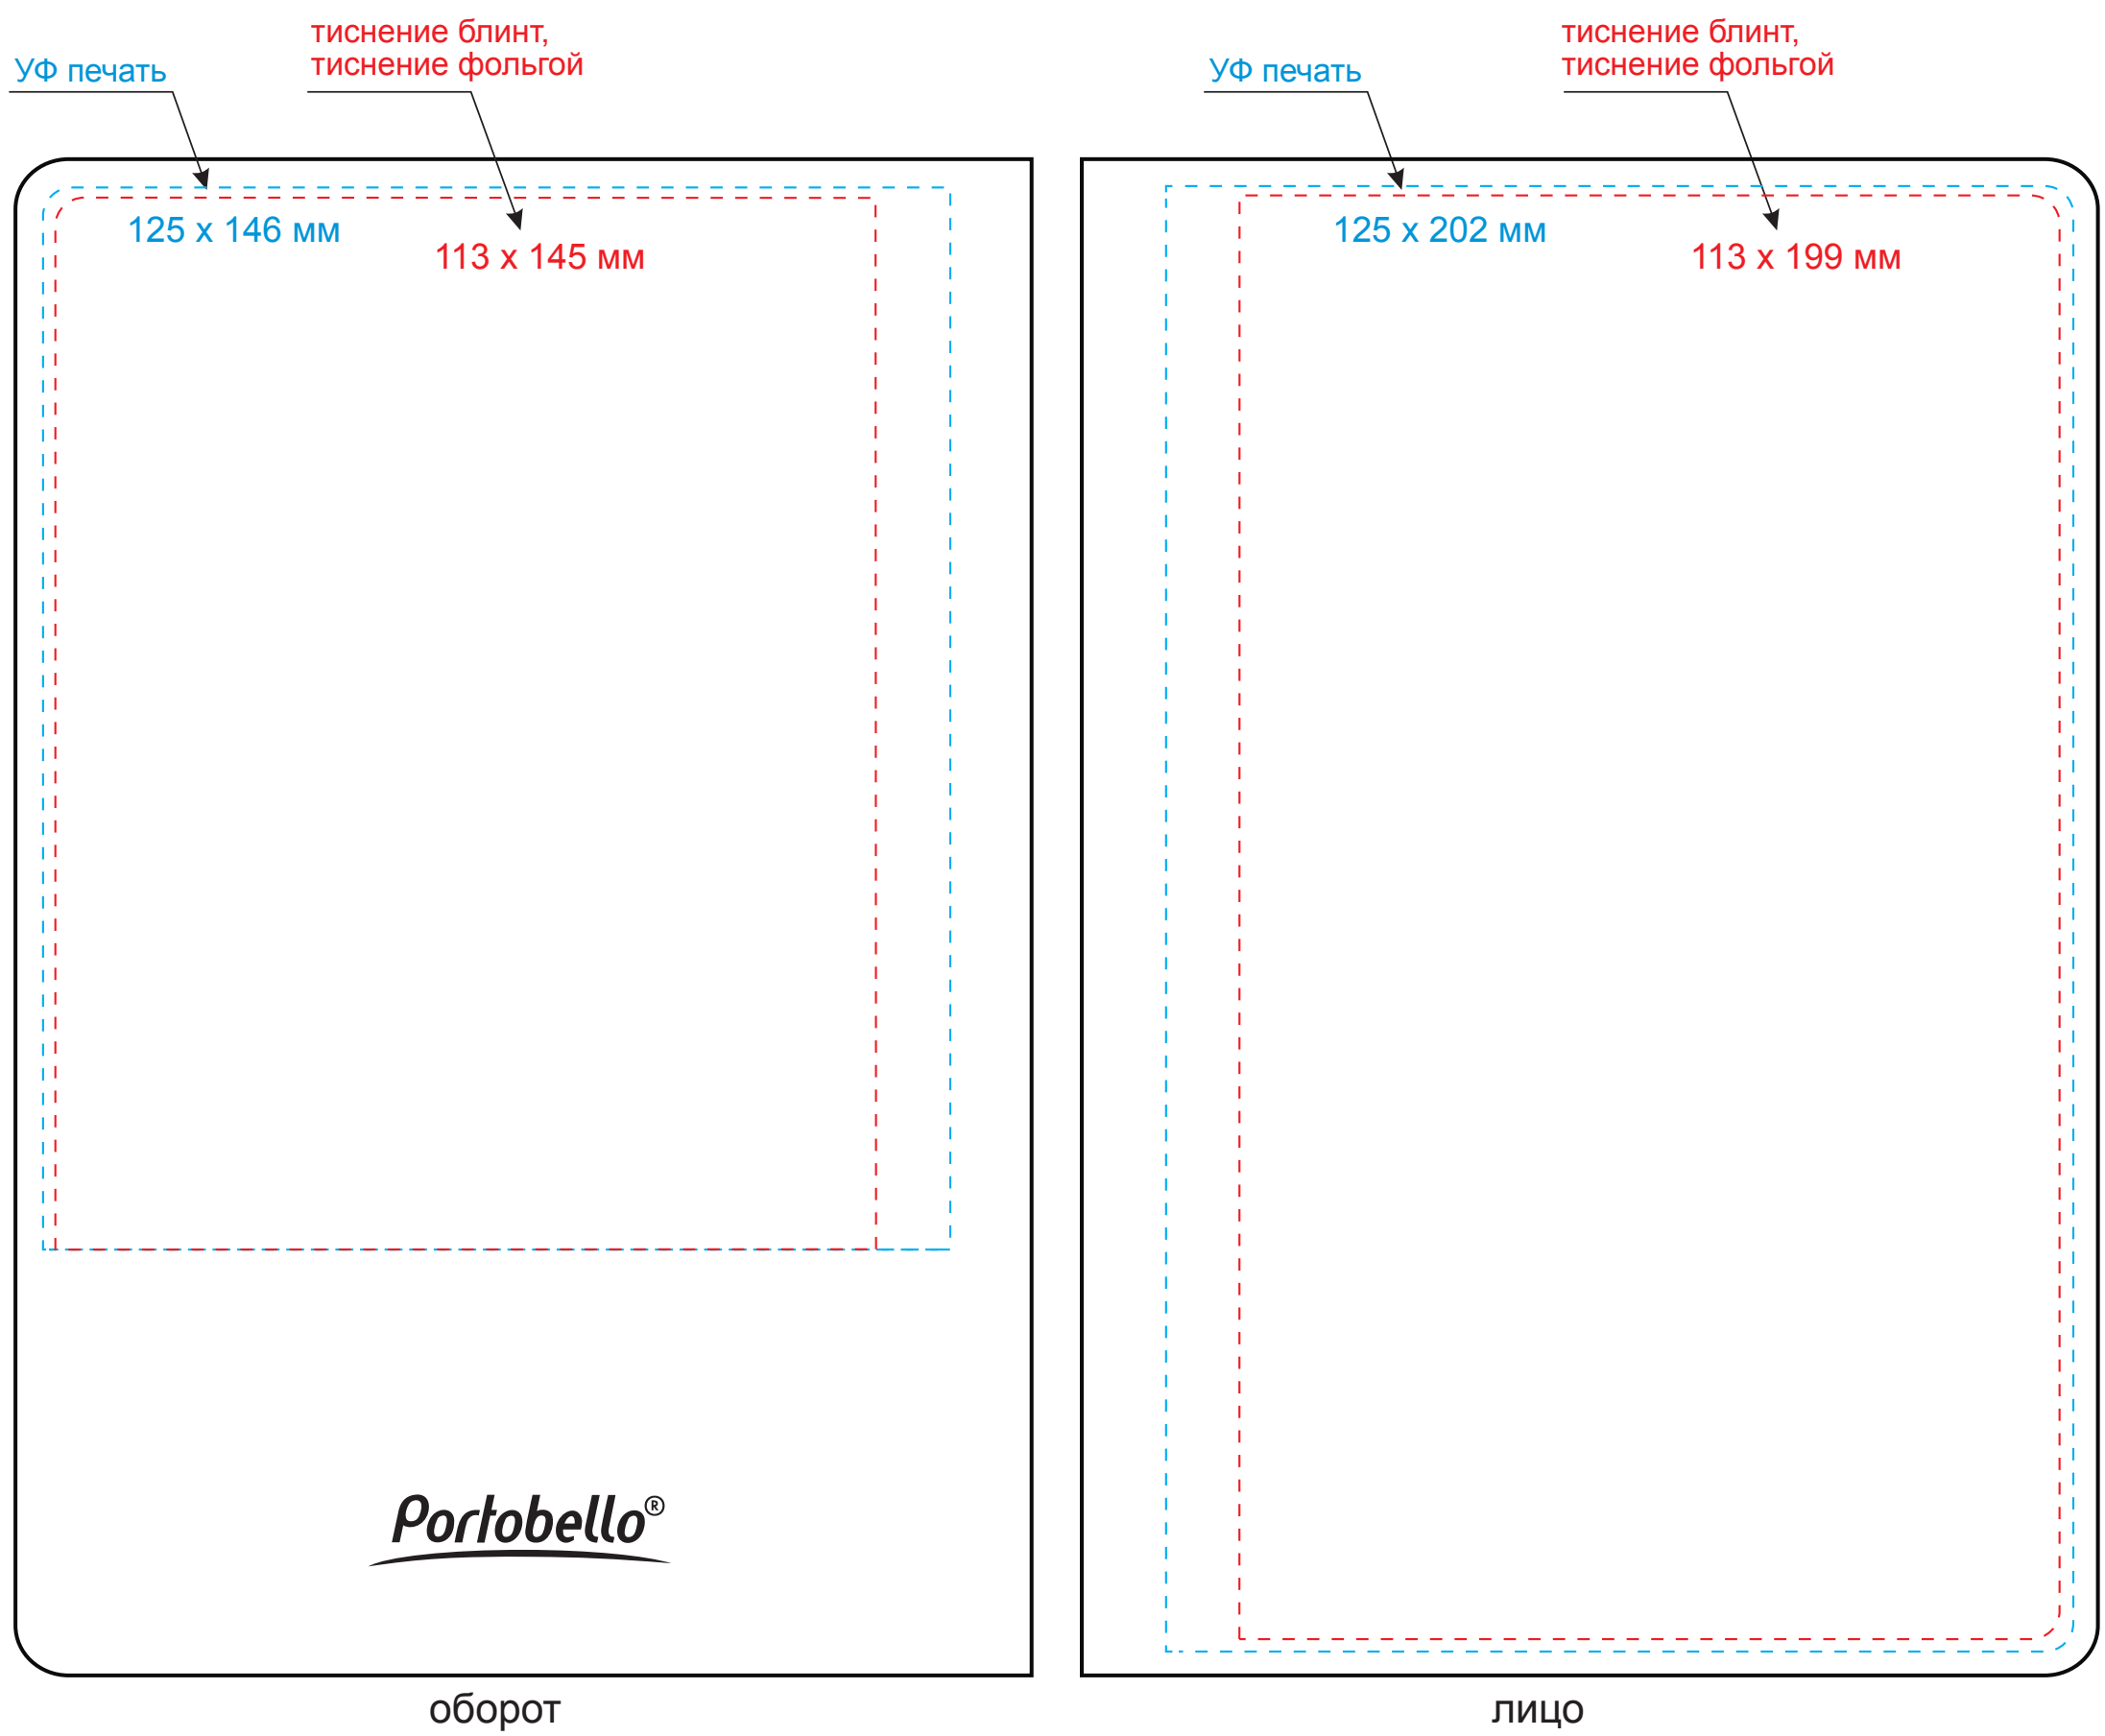 тиснение блинт,
тиснение фольгой
УФ печать
125 х 146 мм
113 х 145 мм
Portobello®
оборот
тиснение блинт,
тиснение фольгой
УФ печать
125 х 202 мм
113 х 199 мм
лицо